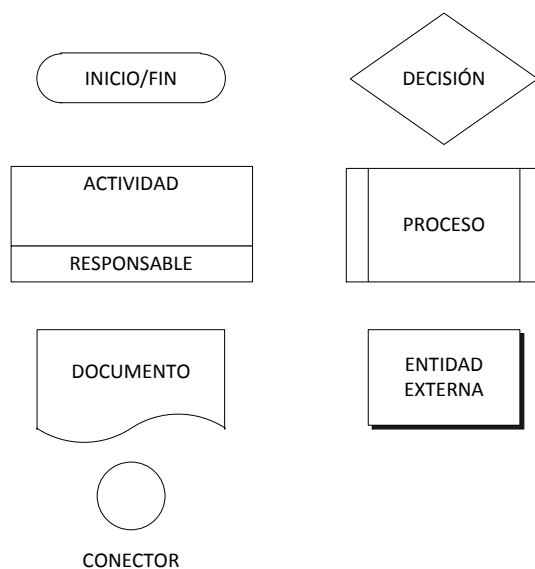 INICIO/FIN
DECISIÓN
ACTIVIDAD
RESPONSABLE
PROCESO
DOCUMENTO
ENTIDAD
EXTERNA
CONECTOR